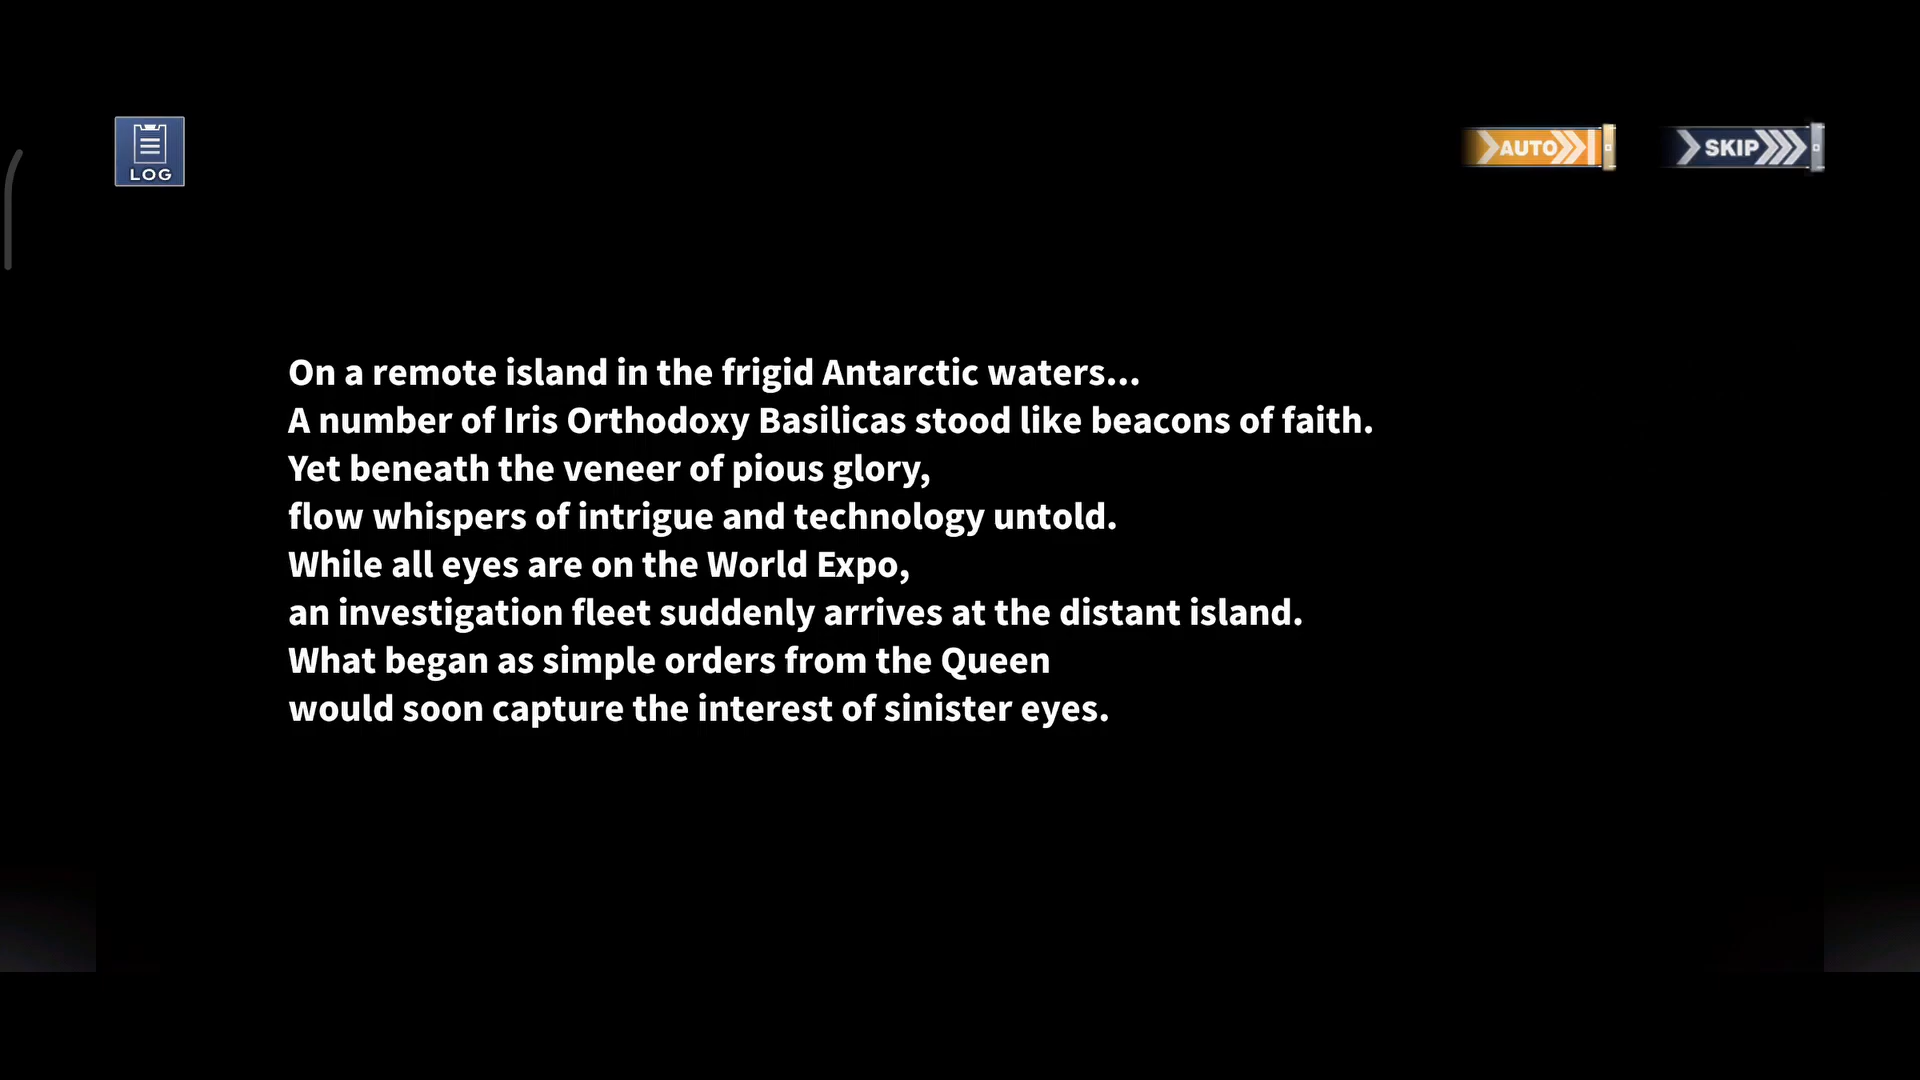 LOG
AUTO
SKIP
On a remote island in the frigid Antarctic waters...
A number of Iris Orthodoxy Basilicas stood like beacons of faith.
Yet beneath the veneer of pious glory,
flow whispers of intrigue and technology untold.
While all eyes are on the World Expo,
an investigation fleet suddenly arrives at the distant island.
What began as simple orders from the Queen
would soon capture the interest of sinister eyes.